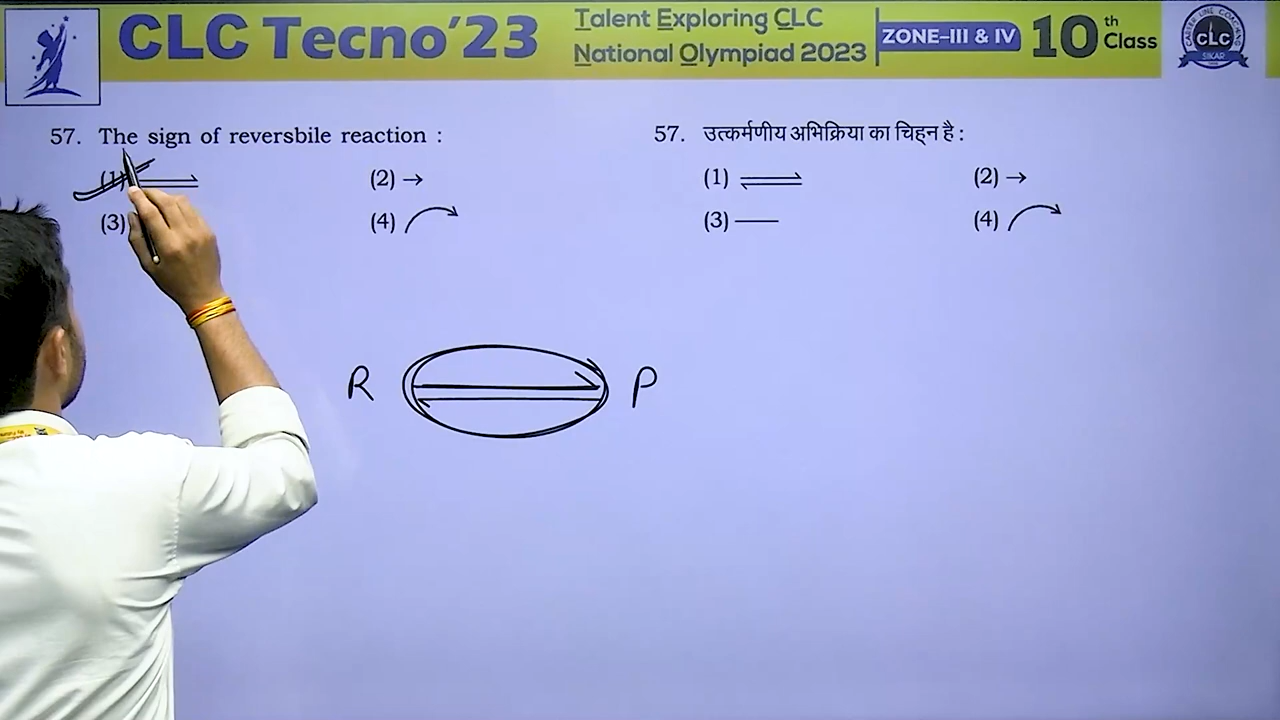 CLC Tecno’23
Talent Exploring CLC
National Olympiad 2023
ZONE–III & IV
10th Class
CLC
SIKAR
57. The sign of reversbile reaction :
(1) ⇌
(2) →
(3)
(4)
57. उत्कर्मणीय अभिक्रिया का चिह्न है :
(1) ⇌
(2) →
(3) —
(4)
R ⇌ P